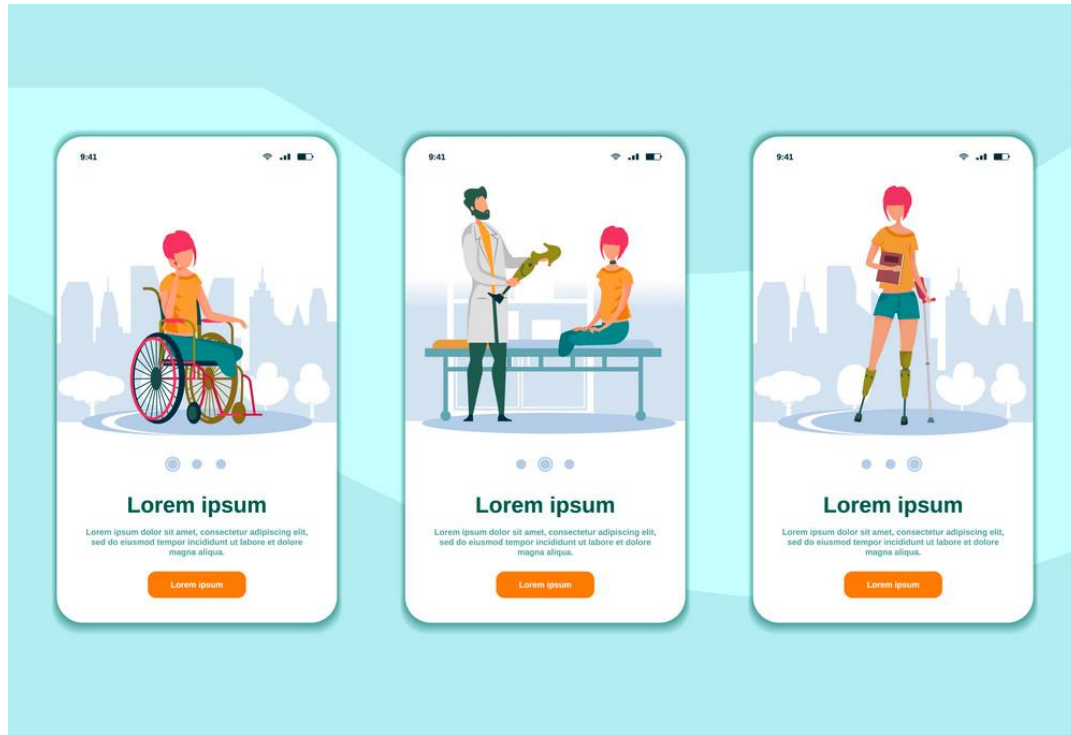 9:41
Lorem ipsum
Lorem ipsum dolor sit amet, consectetur adipiscing elit,
sed do eiusmod tempor incididunt ut labore et dolore
magna aliqua.
Lorem ipsum
9:41
Lorem ipsum
Lorem ipsum dolor sit amet, consectetur adipiscing elit,
sed do eiusmod tempor incididunt ut labore et dolore
magna aliqua.
Lorem ipsum
9:41
Lorem ipsum
Lorem ipsum dolor sit amet, consectetur adipiscing elit,
sed do eiusmod tempor incididunt ut labore et dolore
magna aliqua.
Lorem ipsum